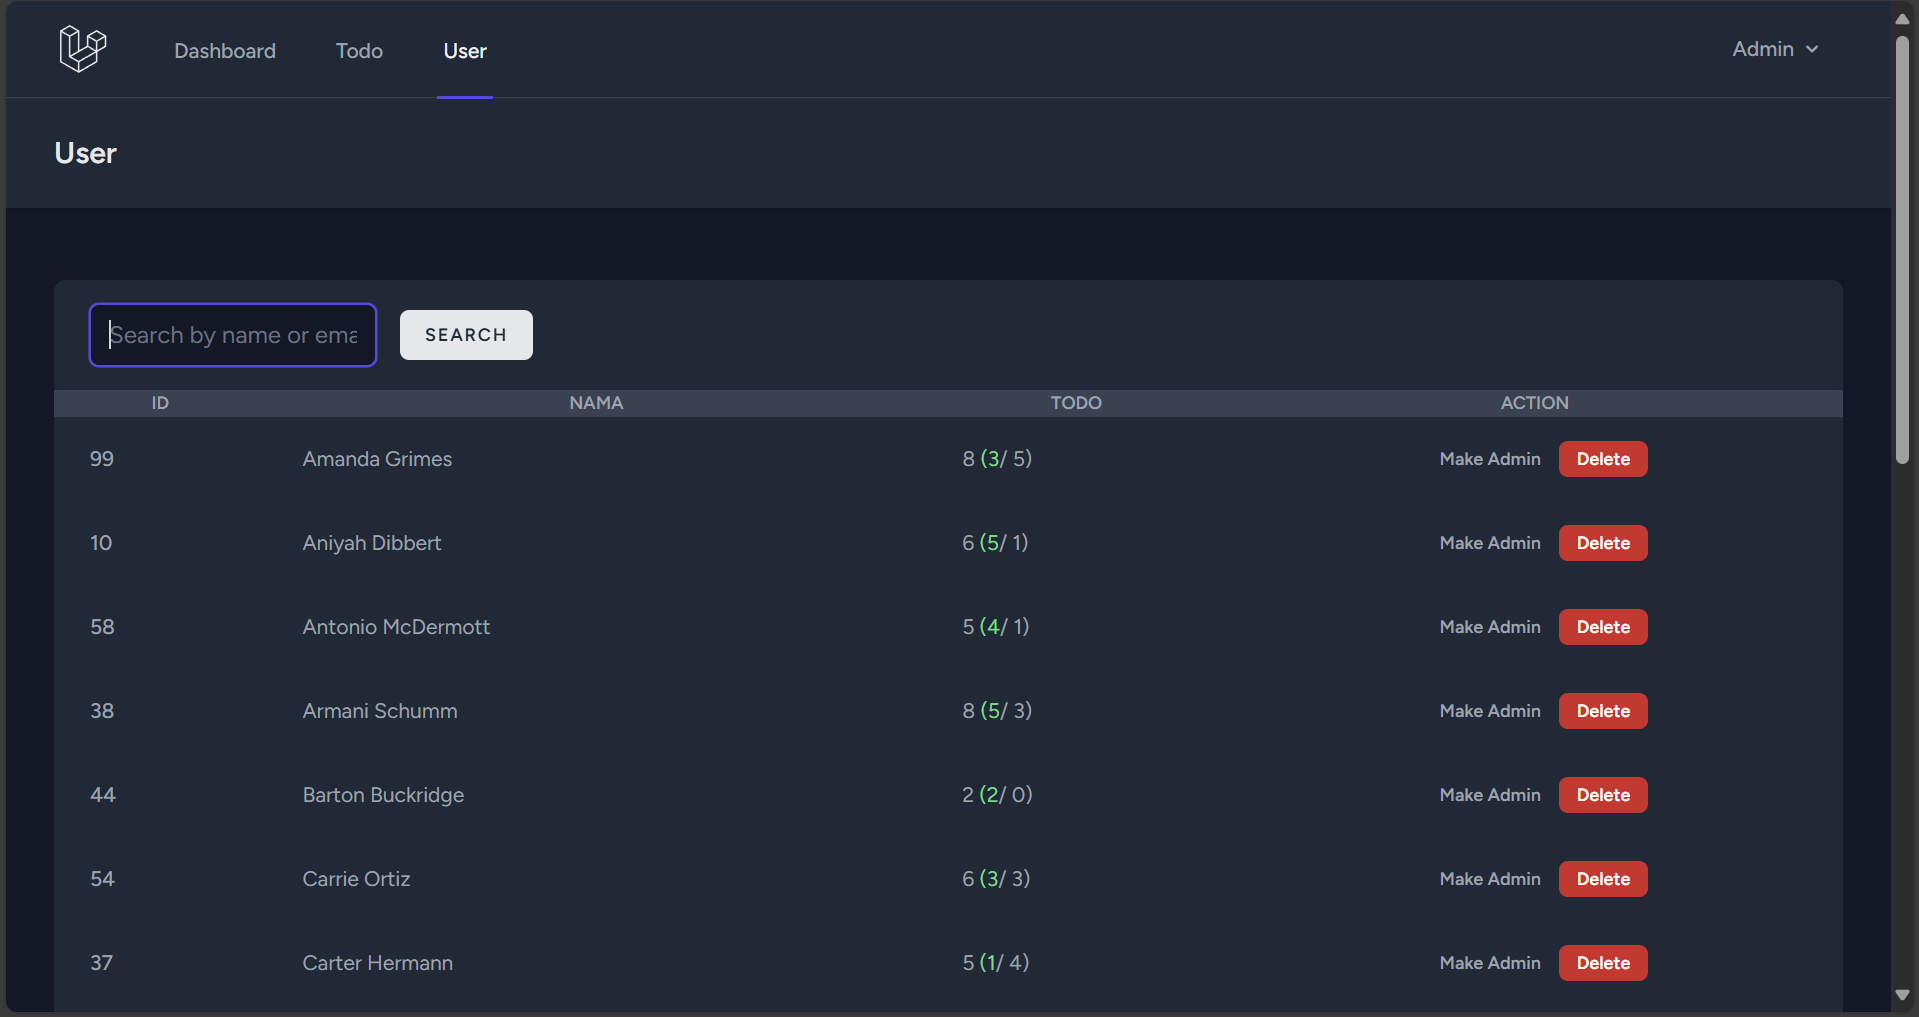 Dashboard Todo User Admin
User
Search by name or ema SEARCH
ID NAMA TODO ACTION
99 Amanda Grimes 8 (3/ 5) Make Admin Delete
10 Aniyah Dibbert 6 (5/ 1) Make Admin Delete
58 Antonio McDermott 5 (4/ 1) Make Admin Delete
38 Armani Schumm 8 (5/ 3) Make Admin Delete
44 Barton Buckridge 2 (2/ 0) Make Admin Delete
54 Carrie Ortiz 6 (3/ 3) Make Admin Delete
37 Carter Hermann 5 (1/ 4) Make Admin Delete